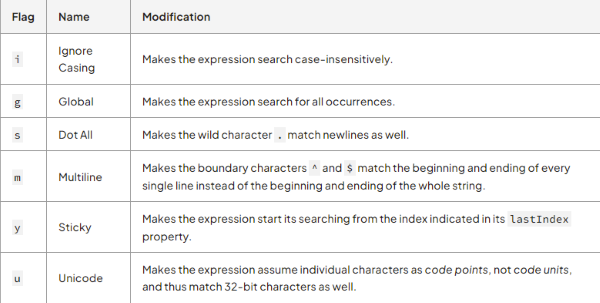 Flag Name Modification
i Ignore Casing Makes the expression search case-insensitively.
g Global Makes the expression search for all occurrences.
s Dot All Makes the wild character . match newlines as well.
m Multiline Makes the boundary characters ^ and $ match the beginning and ending of every
single line instead of the beginning and ending of the whole string.
y Sticky Makes the expression start its searching from the index indicated in its lastIndex
property.
u Unicode Makes the expression assume individual characters as code points, not code units,
and thus match 32-bit characters as well.